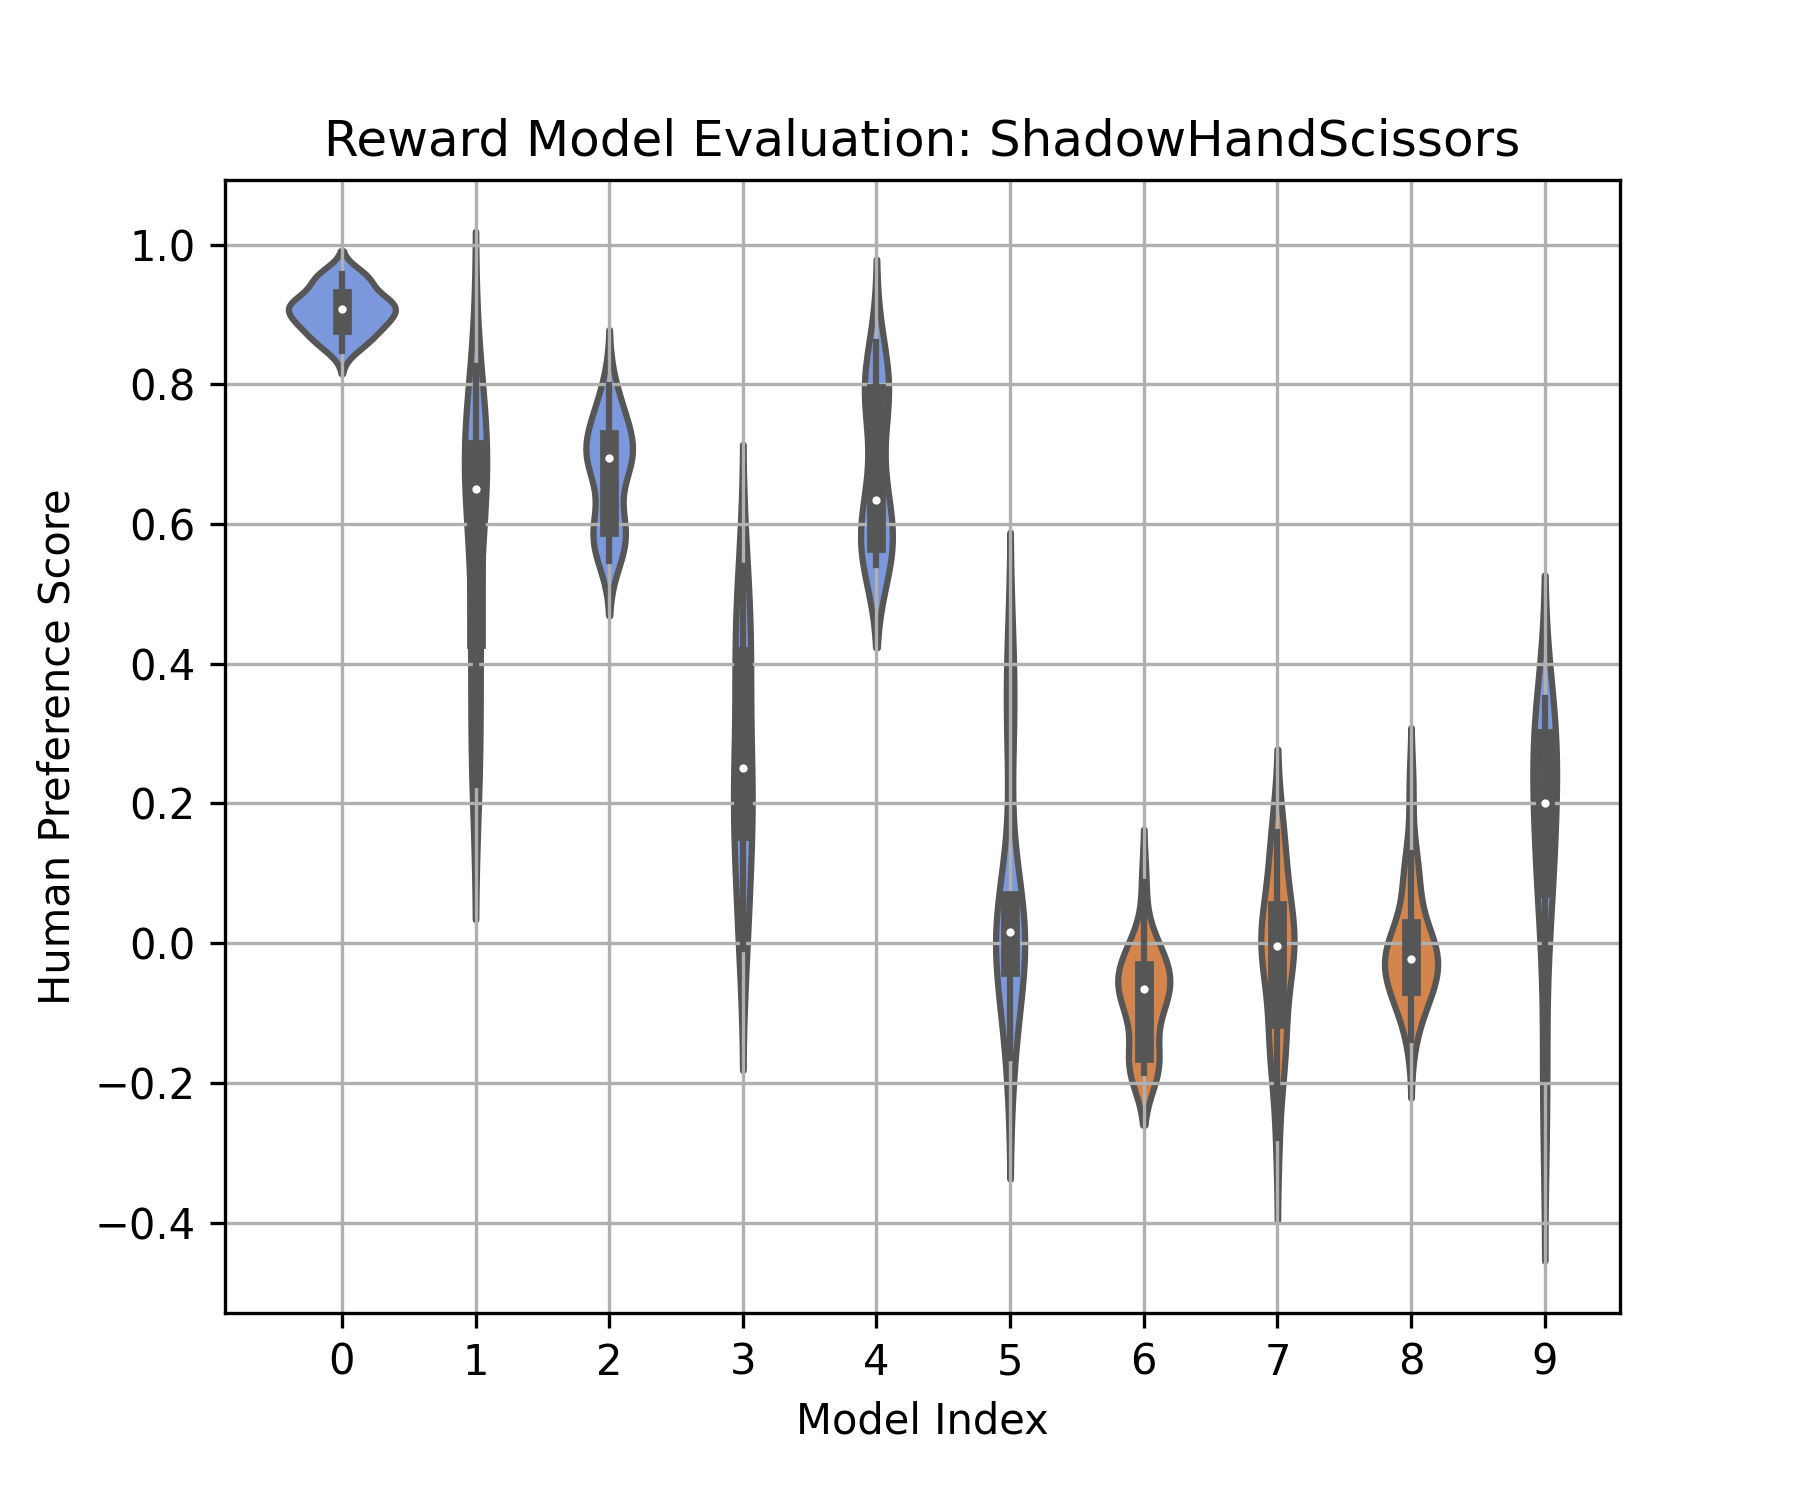 Reward Model Evaluation: ShadowHandScissors
Human Preference Score
1.0
0.8
0.6
0.4
0.2
0.0
−0.2
−0.4
0 1 2 3 4 5 6 7 8 9
Model Index